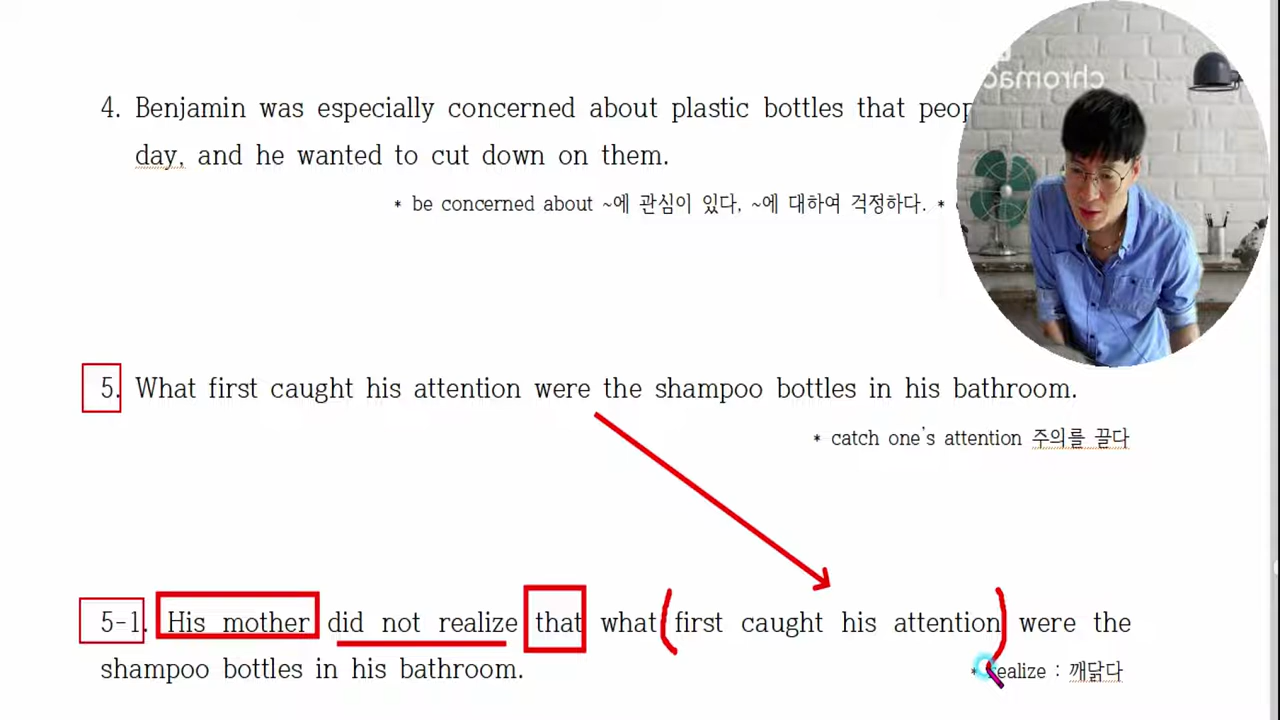 4. Benjamin was especially concerned about plastic bottles that
day, and he wanted to cut down on them.
* be concerned about ~에 관심이 있다, ~에 대하여 걱정하다. *
5. What first caught his attention were the shampoo bottles in his bathroom.
* catch one's attention 주의를 끌다
5-1. His mother did not realize that what first caught his attention were the
shampoo bottles in his bathroom.
* realize : 깨닭다